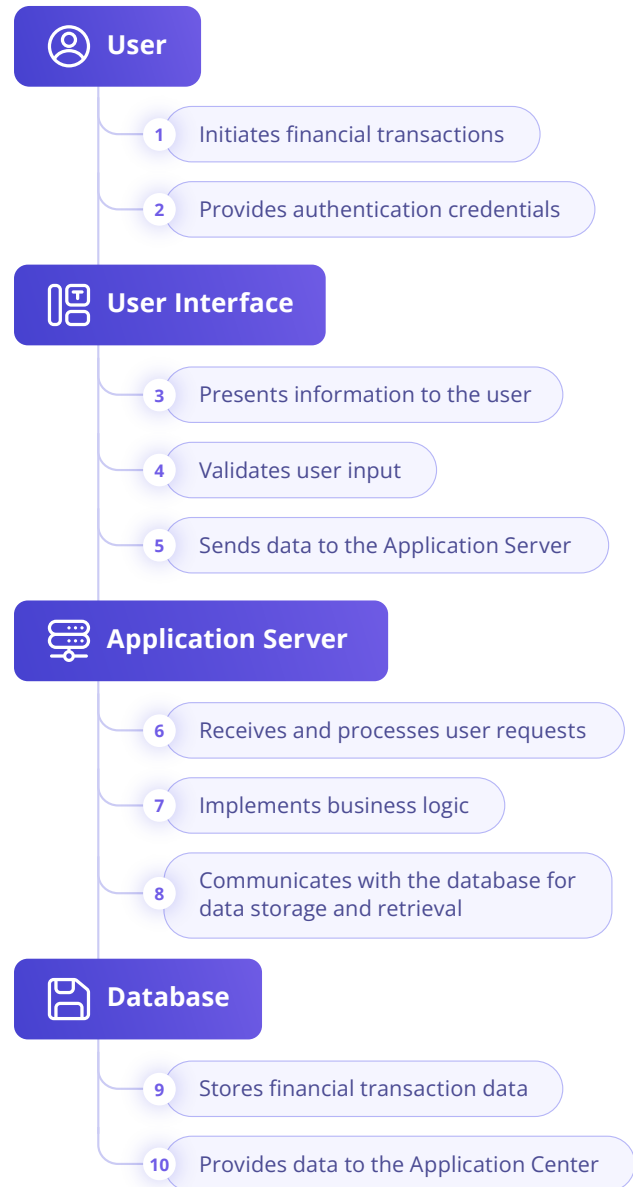 User
1 Initiates financial transactions
2 Provides authentication credentials
User Interface
3 Presents information to the user
4 Validates user input
5 Sends data to the Application Server
Application Server
6 Receives and processes user requests
7 Implements business logic
8 Communicates with the database for
data storage and retrieval
Database
9 Stores financial transaction data
10 Provides data to the Application Center